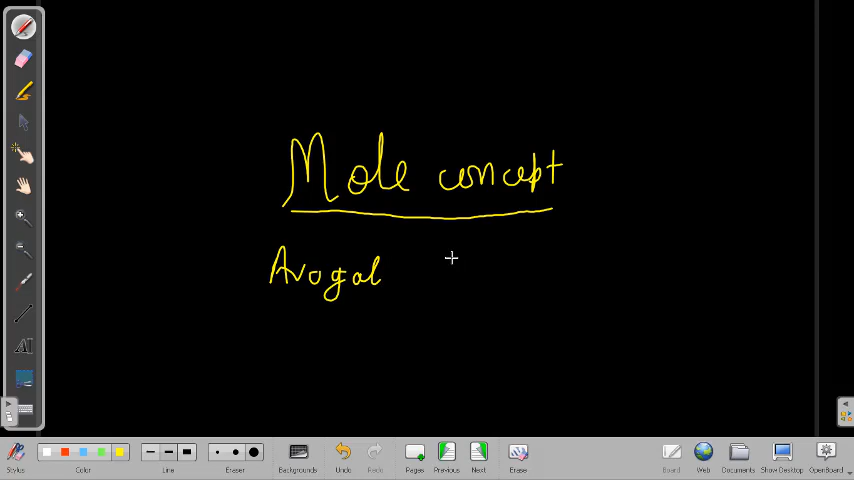 Mole concept
Avogad
Stylus
Color
Line
Eraser
Backgrounds
Undo
Redo
Pages
Previous
Next
Erase
Board
Web
Documents
Show Desktop
OpenBoard